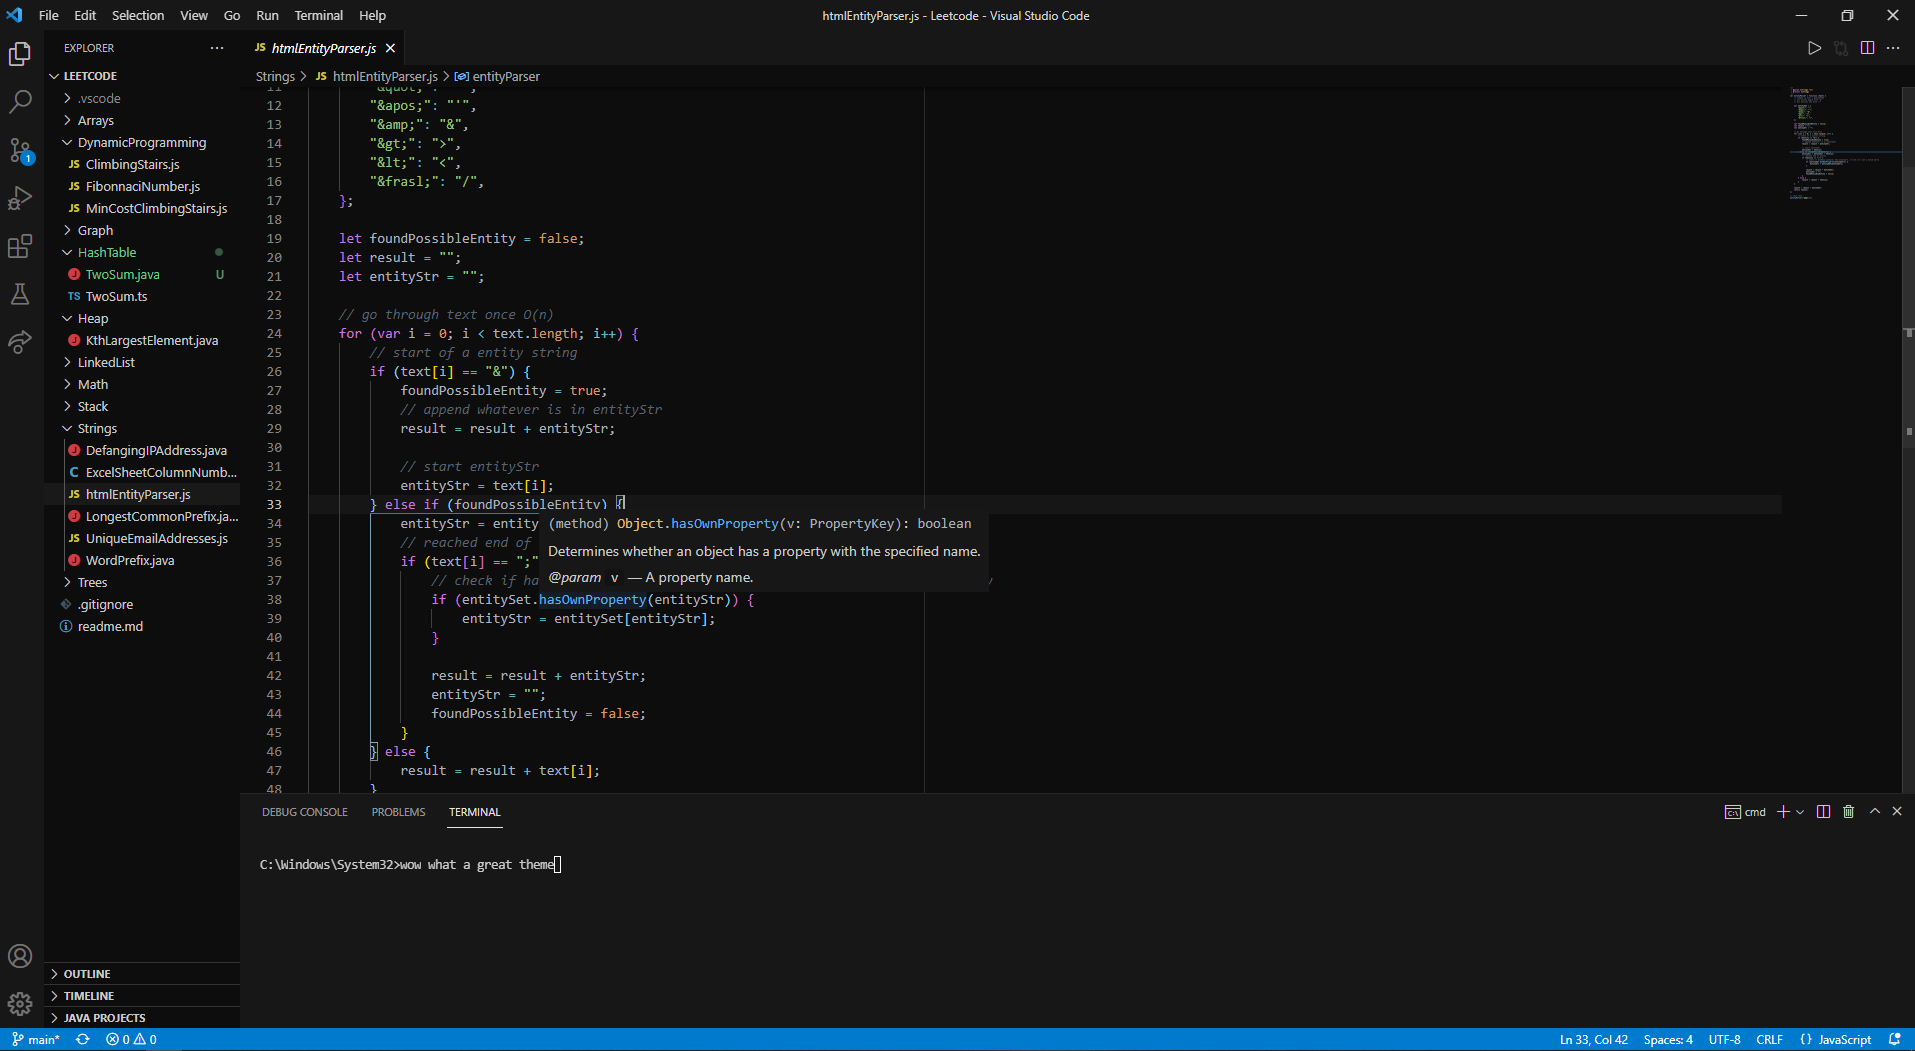 File Edit Selection View Go Run Terminal Help
htmlEntityParser.js - Leetcode - Visual Studio Code
EXPLORER
LEETCODE
.vscode
Arrays
DynamicProgramming
JS ClimbingStairs.js
JS FibonnaciNumber.js
JS MinCostClimbingStairs.js
Graph
HashTable
J TwoSum.java U
TS TwoSum.ts
Heap
J KthLargestElement.java
LinkedList
Math
Stack
Strings
J DefangingIPAddress.java
C ExcelSheetColumnNumb...
JS htmlEntityParser.js
J LongestCommonPrefix.ja...
JS UniqueEmailAddresses.js
J WordPrefix.java
Trees
.gitignore
readme.md
OUTLINE
TIMELINE
JAVA PROJECTS
1
JS htmlEntityParser.js
Strings > JS htmlEntityParser.js > entityParser
12 "&apos;": "'",
13 "&amp;": "&",
14 "&gt;": ">",
15 "&lt;": "<",
16 "&frasl;": "/",
17 };
18
19 let foundPossibleEntity = false;
20 let result = "";
21 let entityStr = "";
22
23 // go through text once O(n)
24 for (var i = 0; i < text.length; i++) {
25 // start of a entity string
26 if (text[i] == "&") {
27 foundPossibleEntity = true;
28 // append whatever is in entityStr
29 result = result + entityStr;
30
31 // start entityStr
32 entityStr = text[i];
33 } else if (foundPossibleEntity) {
34 entityStr = entity
35 // reached end of
36 if (text[i] == ";"
37 // check if ha
38 if (entitySet.hasOwnProperty(entityStr)) {
39 entityStr = entitySet[entityStr];
40 }
41
42 result = result + entityStr;
43 entityStr = "";
44 foundPossibleEntity = false;
45 }
46 } else {
47 result = result + text[i];
48 }
(method) Object.hasOwnProperty(v: PropertyKey): boolean
Determines whether an object has a property with the specified name.
@param v — A property name.
DEBUG CONSOLE PROBLEMS TERMINAL
cmd
C:\Windows\System32>wow what a great theme
main* 0 0
Ln 33, Col 42 Spaces: 4 UTF-8 CRLF {} JavaScript